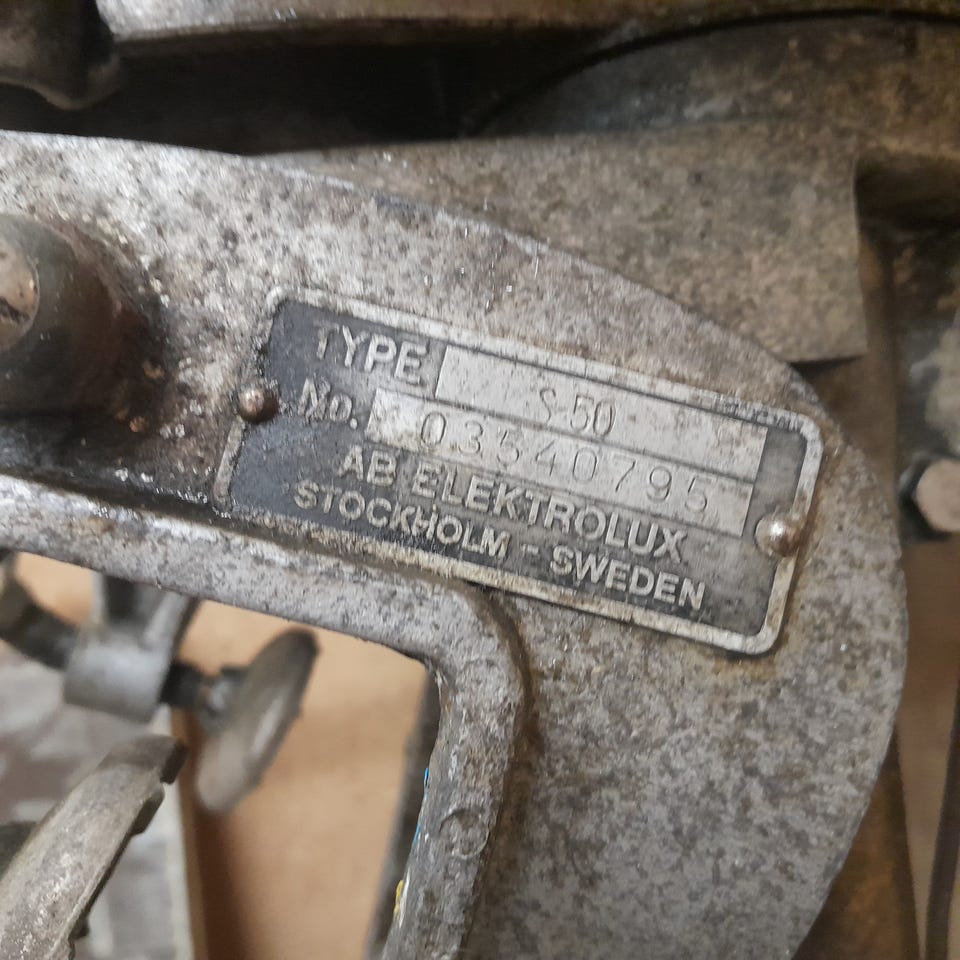 TYPE S-50
No. 03540795
AB ELEKTROLUX
STOCKHOLM - SWEDEN